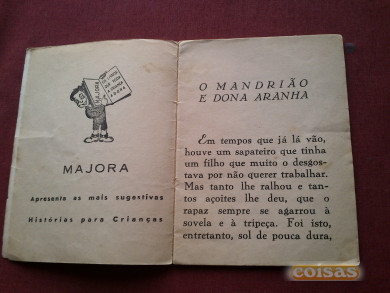 MAJORA
Apresenta as mais sugestivas
Histórias para Crianças
O MANDRIÃO
E DONA ARANHA
Em tempos que já lá vão,
houve um sapateiro que tinha
um filho que muito o desgos-
tava por não querer trabalhar.
Mas tanto lhe ralhou e tan-
tos açoites lhe deu, que o
rapaz sempre se agarrou à
sovela e à tripeça. Foi isto,
entretanto, sol de pouca dura,
coisas